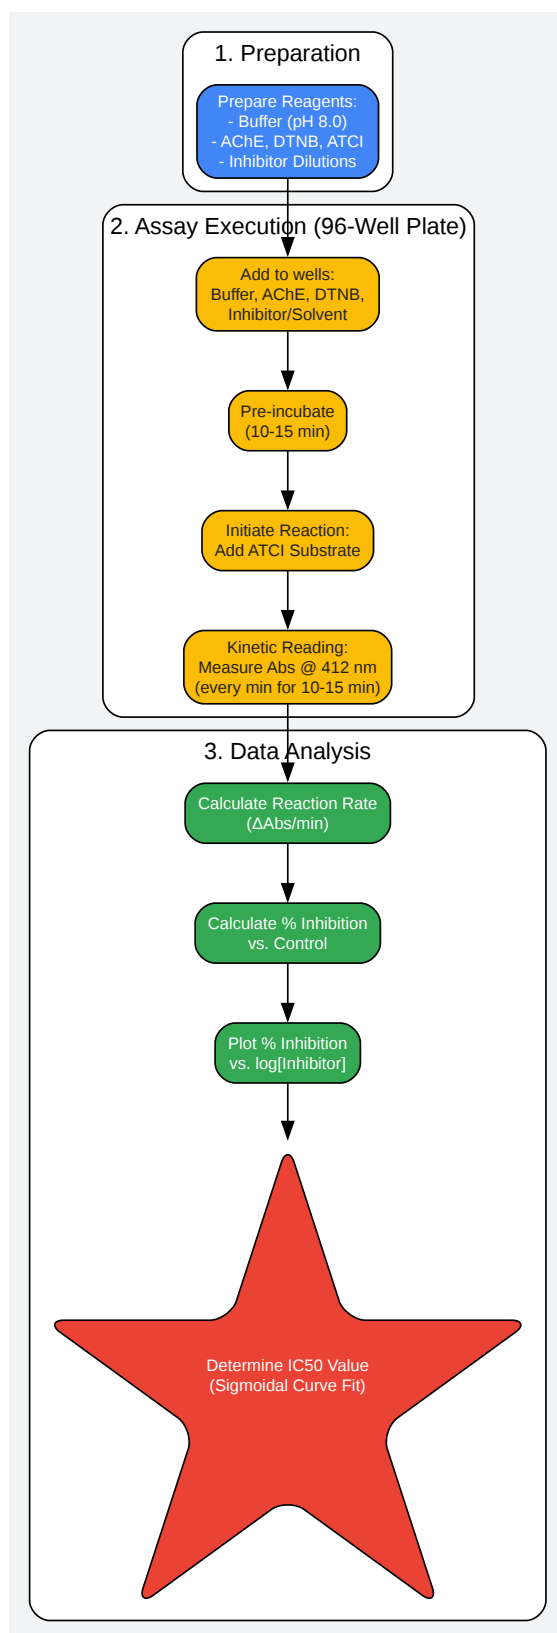 1. Preparation
Prepare Reagents:
- Buffer (pH 8.0)
- AChE, DTNB, ATCI
- Inhibitor Dilutions
2. Assay Execution (96-Well Plate)
Add to wells:
Buffer, AChE, DTNB,
Inhibitor/Solvent
Pre-incubate
(10-15 min)
Initiate Reaction:
Add ATCI Substrate
Kinetic Reading:
Measure Abs @ 412 nm
(every min for 10-15 min)
3. Data Analysis
Calculate Reaction Rate
(ΔAbs/min)
Calculate % Inhibition
vs. Control
Plot % Inhibition
vs. log[Inhibitor]
Determine IC50 Value
(Sigmoidal Curve Fit)